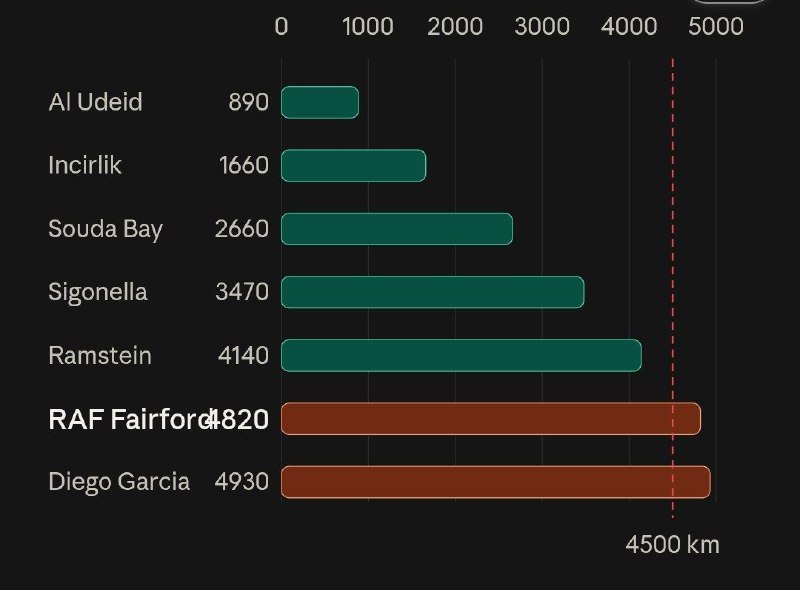 0 1000 2000 3000 4000 5000
Al Udeid 890
Incirlik 1660
Souda Bay 2660
Sigonella 3470
Ramstein 4140
RAF Fairford 4820
Diego Garcia 4930
4500 km